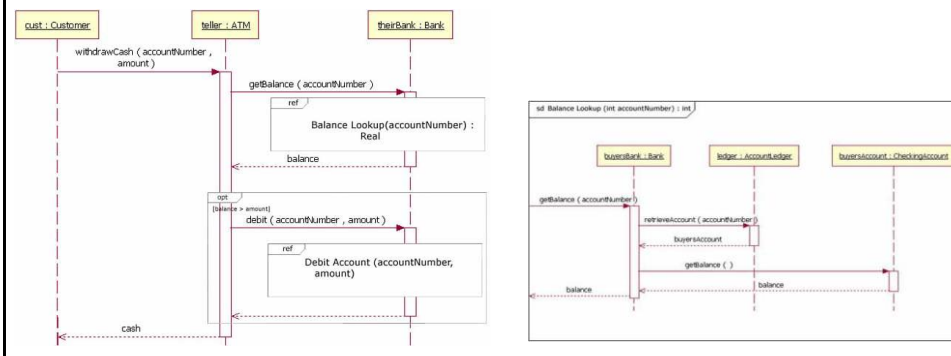 cust : Customer
teller : ATM
theirBank : Bank
withdrawCash ( accountNumber ,
amount )
getBalance ( accountNumber )
ref
Balance Lookup(accountNumber) :
Real
balance
opt
[balance > amount]
debit ( accountNumber , amount )
ref
Debit Account (accountNumber,
amount)
cash
sd Balance Lookup (int accountNumber) : int
buyersBank : Bank
ledger : AccountLedger
buyersAccount : CheckingAccount
getBalance ( accountNumber )
retrieveAccount ( accountNumber )
buyersAccount
getBalance ( )
balance
balance